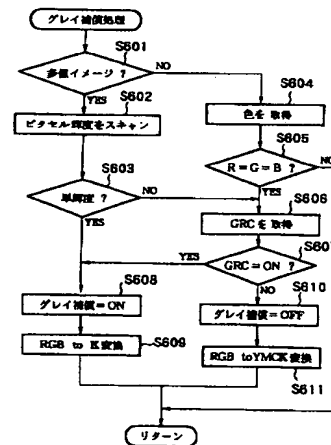 グレイ補償処理
S601
多値イメージ ?
NO
YES
S602
S604
ピクセル輝度をスキャン
色を取得
S605
S603
R=G=B ?
NO
単輝度 ?
NO
YES
S606
YES
GRCを取得
S607
YES
GRC=ON ?
S608
NO
S610
グレイ補償=ON
グレイ補償=OFF
RGB to K変換
S609
RGB toYMCK変換
S611
リターン